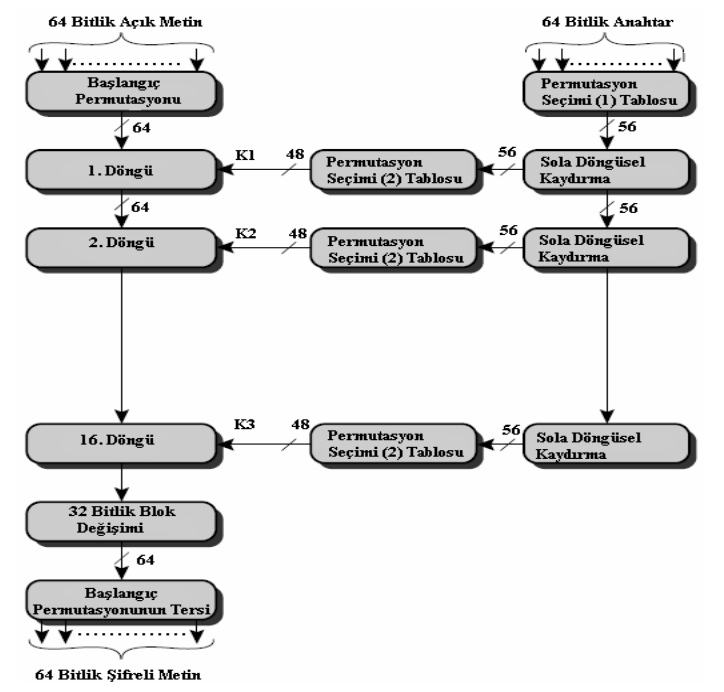 64 Bitlik Açık Metin
64 Bitlik Anahtar
Başlangıç
Permutasyonu
Permutasyon
Seçimi (1) Tablosu
64
56
1. Döngü
K1
48
Permutasyon
Seçimi (2) Tablosu
56
Sola Döngüsel
Kaydırma
64
56
2. Döngü
K2
48
Permutasyon
Seçimi (2) Tablosu
56
Sola Döngüsel
Kaydırma
16. Döngü
K3
48
Permutasyon
Seçimi (2) Tablosu
56
Sola Döngüsel
Kaydırma
32 Bitlik Blok
Değişimi
64
Başlangıç
Permutasyonunun Tersi
64 Bitlik Şifreli Metin